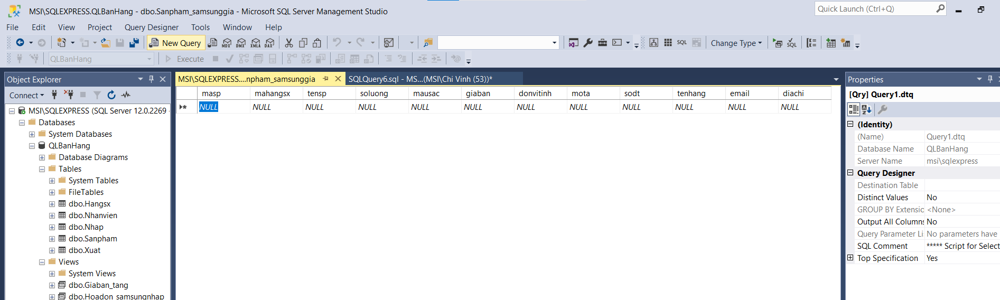 MSI\SQLEXPRESS.QLBanHang - dbo.Sanpham_samsunggia - Microsoft SQL Server Management Studio
Quick Launch (Ctrl+Q)
File Edit View Project Query Designer Tools Window Help
New Query MDX DMX XMLA DAX SQL Change Type SQL
QLBanHang Execute
Object Explorer
Connect
MSI\SQLEXPRESS (SQL Server 12.0.2269 -
Databases
System Databases
QLBanHang
Database Diagrams
Tables
System Tables
FileTables
dbo.Hangsx
dbo.Nhanvien
dbo.Nhap
dbo.Sanpham
dbo.Xuat
Views
System Views
dbo.Giaban_tang
dbo.Hoadon_samsungnhap
MSI\SQLEXPRESS....npham_samsunggia SQLQuery6.sql - MS...(MSI\Chi Vinh (53))*
masp mahangsx tensp soluong mausac giaban donvitinh mota sodt tenhang email diachi
NULL NULL NULL NULL NULL NULL NULL NULL NULL NULL NULL NULL
Properties
[Qry] Query1.dtq
(Identity)
(Name) Query1.dtq
Database Name QLBanHang
Server Name msi\sqlexpress
Query Designer
Destination Table
Distinct Values No
GROUP BY Extensic <None>
Output All Columns No
Query Parameter Li No parameters have
SQL Comment ***** Script for Select
Top Specification Yes